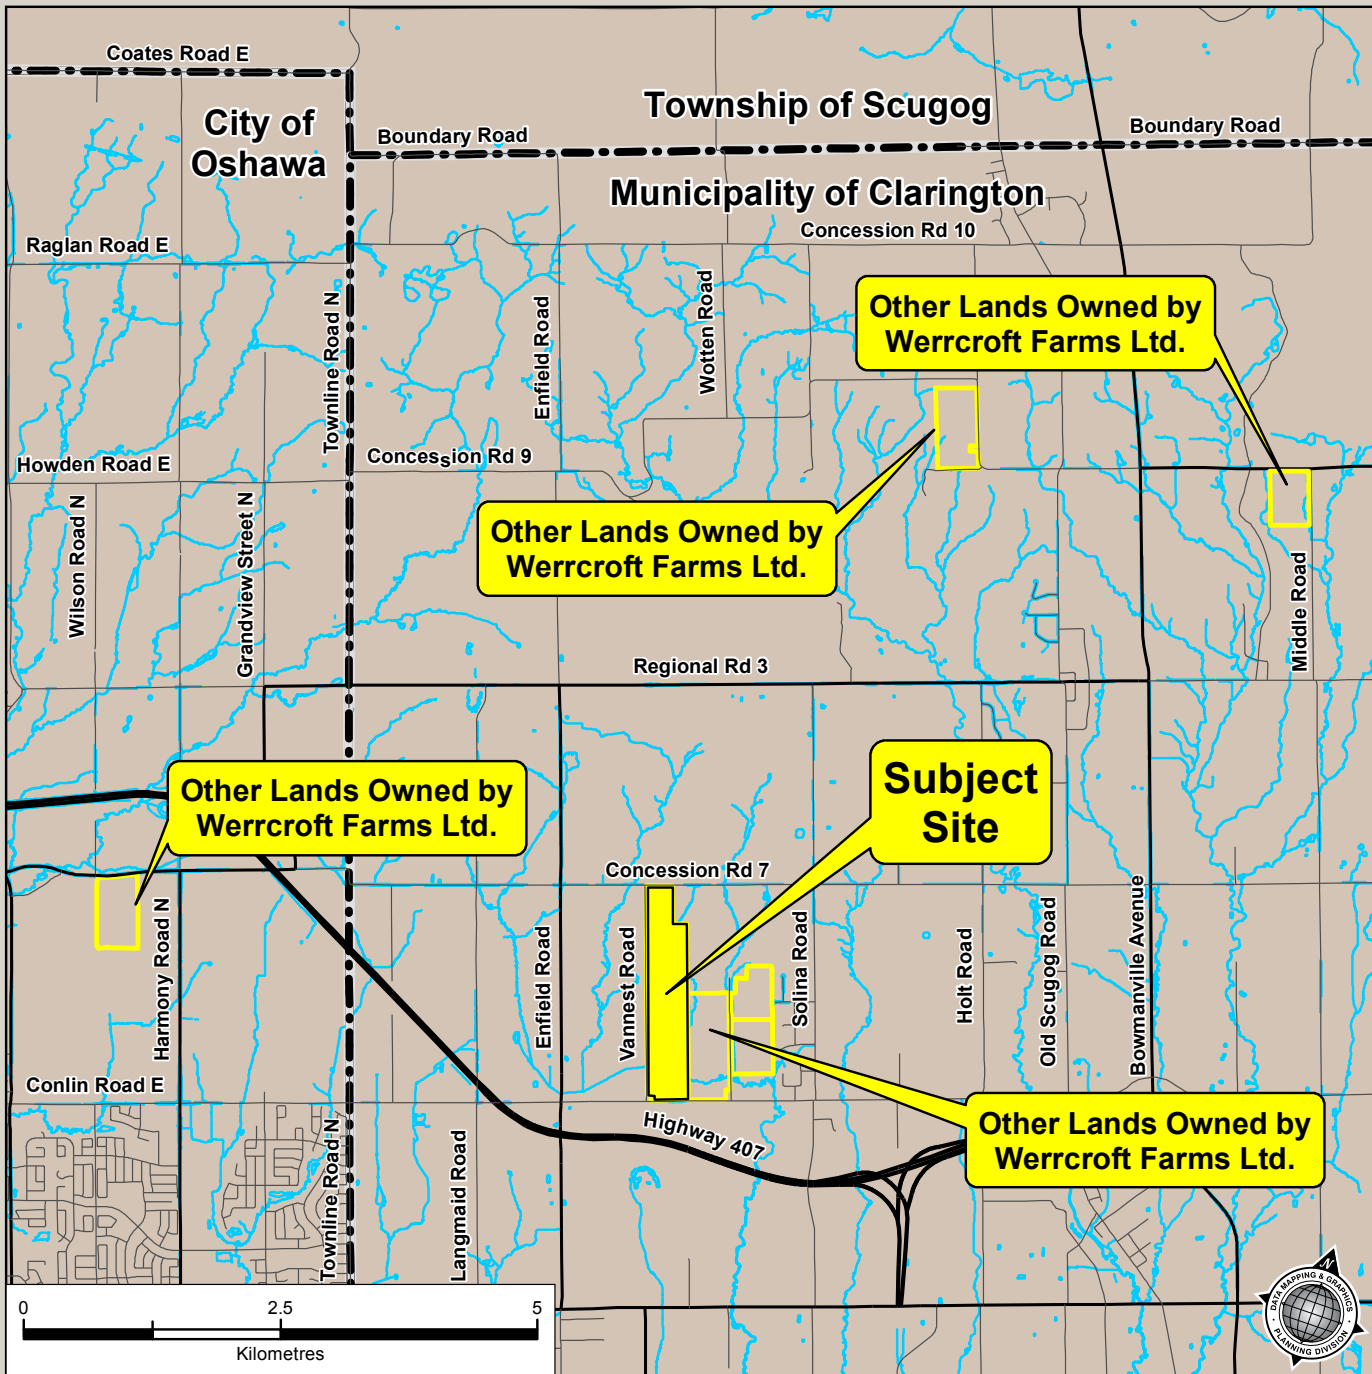 Coates Road E
City of
Oshawa
Township of Scugog
Boundary Road
Boundary Road
Municipality of Clarington
Concession Rd 10
Raglan Road E
Townline Road N
Enfield Road
Wotten Road
Other Lands Owned by
Werrcroft Farms Ltd.
Howden Road E
Concession Rd 9
Wilson Road N
Grandview Street N
Other Lands Owned by
Werrcroft Farms Ltd.
Middle Road
Regional Rd 3
Other Lands Owned by
Werrcroft Farms Ltd.
Subject
Site
Concession Rd 7
Harmony Road N
Enfield Road
Vannest Road
Solina Road
Holt Road
Old Scugog Road
Bowmanville Avenue
Conlin Road E
Highway 407
Other Lands Owned by
Werrcroft Farms Ltd.
Townline Road N
Langmaid Road
0 2.5 5
Kilometres
N
DATA MAPPING & GRAPHICS
PLANNING DIVISION